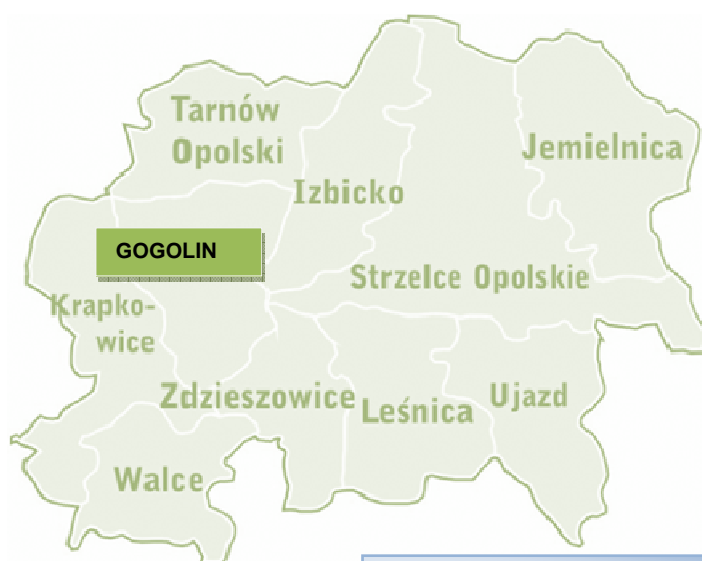 Tarnów
Opolski
Jemielnica
Izbicko
GOGOLIN
Strzelce Opolskie
Krapko-
wice
Zdzieszowice
Leśnica
Ujazd
Walce